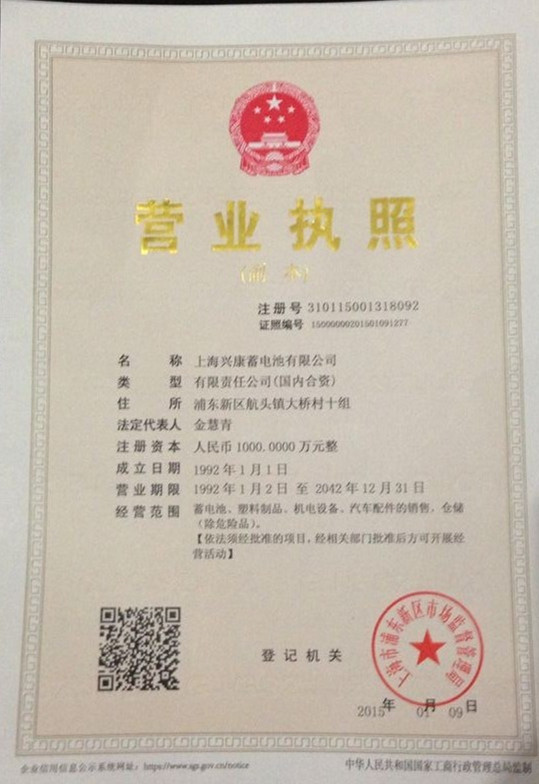 营业执照
(副本)
注册号 310115001318092
证照编号 15000000201501091277
名称 上海兴康蓄电池有限公司
类型 有限责任公司(国内合资)
住所 浦东新区航头镇大桥村十组
法定代表人 金慧青
注册资本 人民币1000.0000万元整
成立日期 1992年1月1日
营业期限 1992年1月2日 至 2042年12月31日
经营范围 蓄电池、塑料制品、机电设备、汽车配件的销售，仓储
(除危险品)。
【依法须经批准的项目,经相关部门批准后方可开展经
营活动】
登记机关
上海市浦东新区市场监督管理局
2015年 01月 09日
企业信用信息公示系统网址: https://www.sgs.gov.cn/notice
中华人民共和国国家工商行政管理总局监制